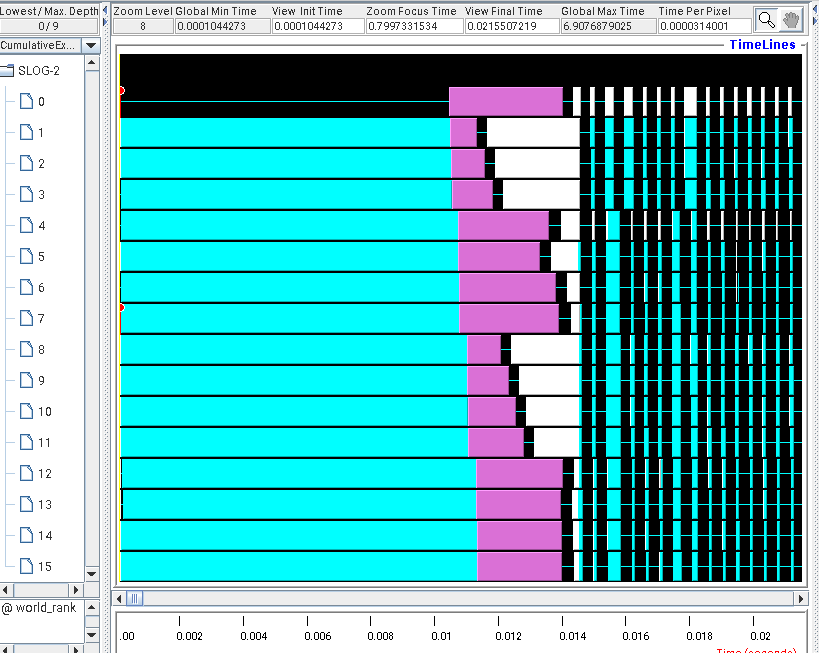 Lowest / Max. Depth Zoom Level Global Min Time View Init Time Zoom Focus Time View Final Time Global Max Time Time Per Pixel
0 / 9 8 0.0001044273 0.0001044273 0.7997331534 0.0215507219 6.9076879025 0.0000314001
CumulativeEx...
TimeLines
SLOG-2
0
1
2
3
4
5
6
7
8
9
10
11
12
13
14
15
@ world_rank
.00 0.002 0.004 0.006 0.008 0.01 0.012 0.014 0.016 0.018 0.02
Time (seconds)